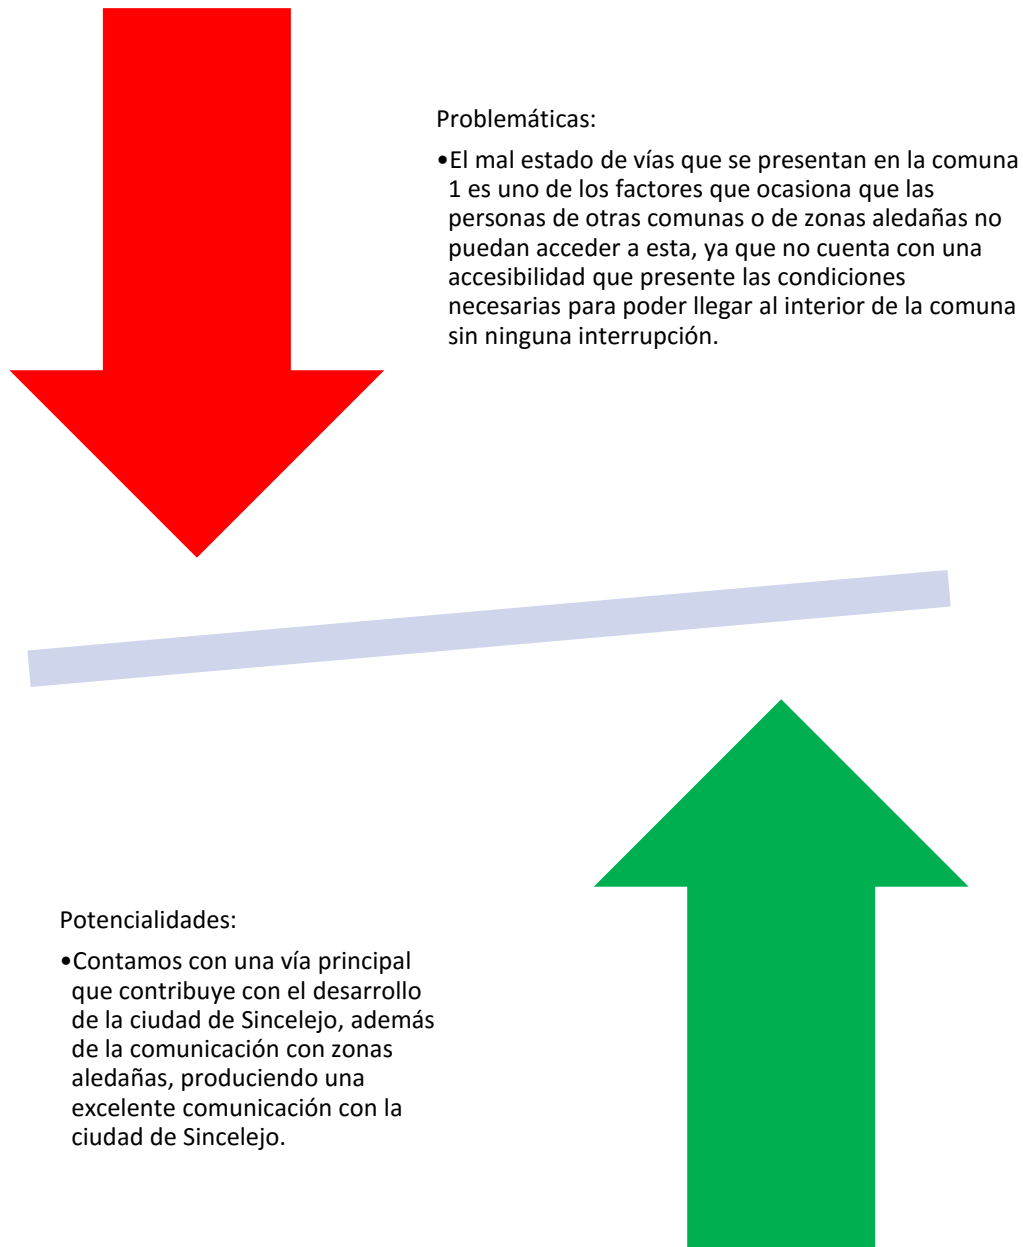 Problemáticas:
•El mal estado de vías que se presentan en la comuna
1 es uno de los factores que ocasiona que las
personas de otras comunas o de zonas aledañas no
puedan acceder a esta, ya que no cuenta con una
accesibilidad que presente las condiciones
necesarias para poder llegar al interior de la comuna
sin ninguna interrupción.
Potencialidades:
•Contamos con una vía principal
que contribuye con el desarrollo
de la ciudad de Sincelejo, además
de la comunicación con zonas
aledañas, produciendo una
excelente comunicación con la
ciudad de Sincelejo.